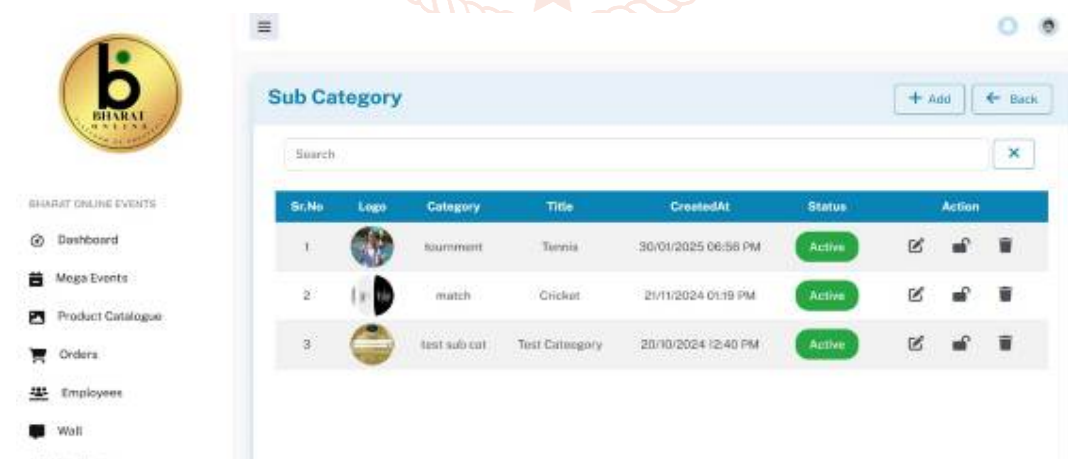 BHARAT
ONLINE
BHARAT ONLINE EVENTS
Dashboard
Mega Events
Product Catalogue
Orders
Employees
Wall
Sub Category
+ Add
← Back
Search
Sr.No Logo Category Title CreatedAt Status Action
1 tournment Tennis 30/01/2025 06:56 PM Active
2 match Cricket 21/11/2024 01:19 PM Active
3 test sub cat Test Cateogory 20/10/2024 12:40 PM Active